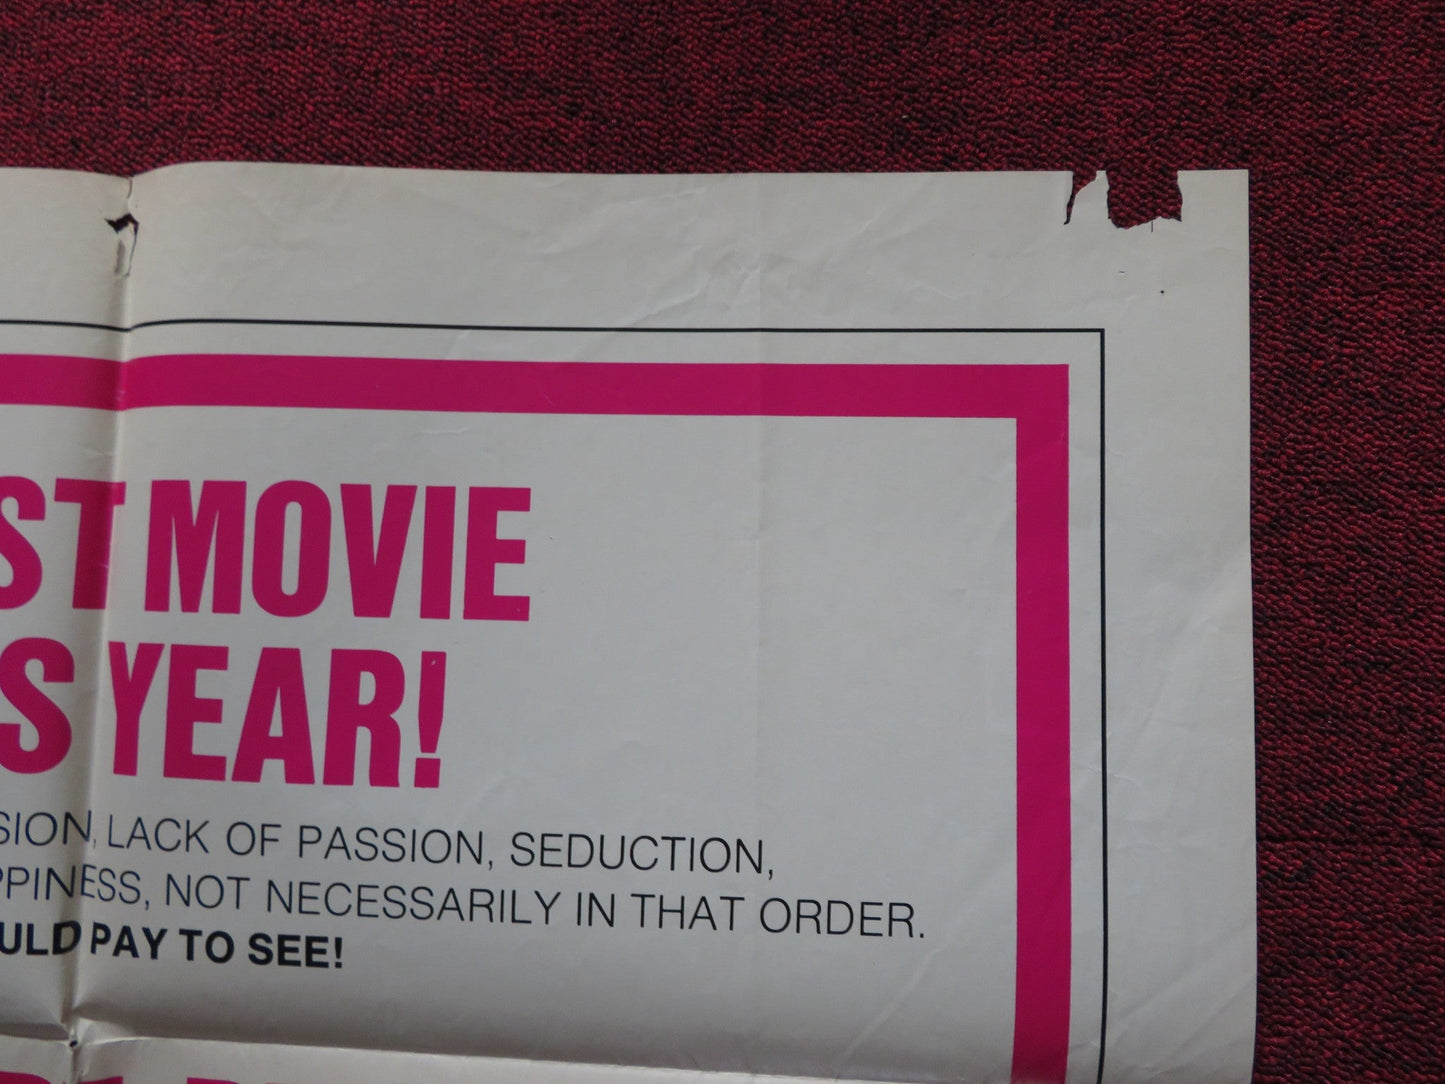 ST MOVIE
S YEAR!
SION, LACK OF PASSION, SEDUCTION,
PPINESS, NOT NECESSARILY IN THAT ORDER.
ULD PAY TO SEE!